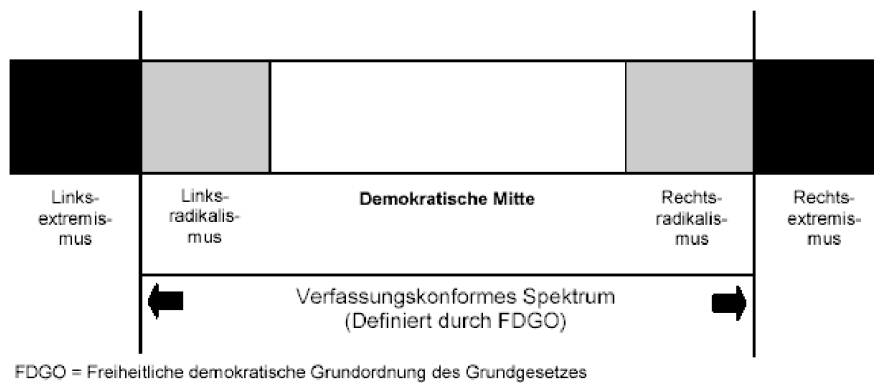 Links-
extremis-
mus
Links-
radikalis-
mus
Demokratische Mitte
Rechts-
radikalis-
mus
Rechts-
extremis-
mus
Verfassungskonformes Spektrum
(Definiert durch FDGO)
FDGO = Freiheitliche demokratische Grundordnung des Grundgesetzes